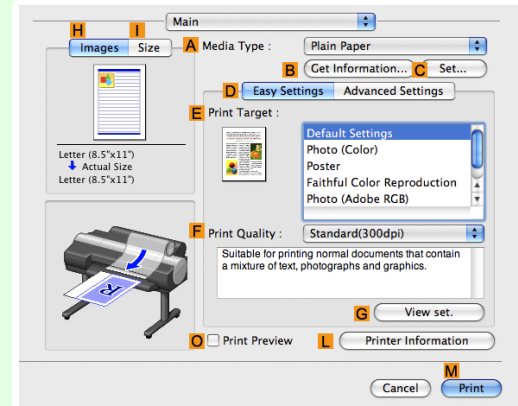 Main
H
I
Images
Size
A Media Type :
Plain Paper
B Get Information...
C Set...
D Easy Settings
Advanced Settings
E Print Target :
Default Settings
Photo (Color)
Poster
Faithful Color Reproduction
Photo (Adobe RGB)
Letter (8.5"x11")
Actual Size
Letter (8.5"x11")
F Print Quality :
Standard(300dpi)
Suitable for printing normal documents that contain
a mixture of text, photographs and graphics.
R
G View set.
O Print Preview
L Printer Information
M
Cancel
Print